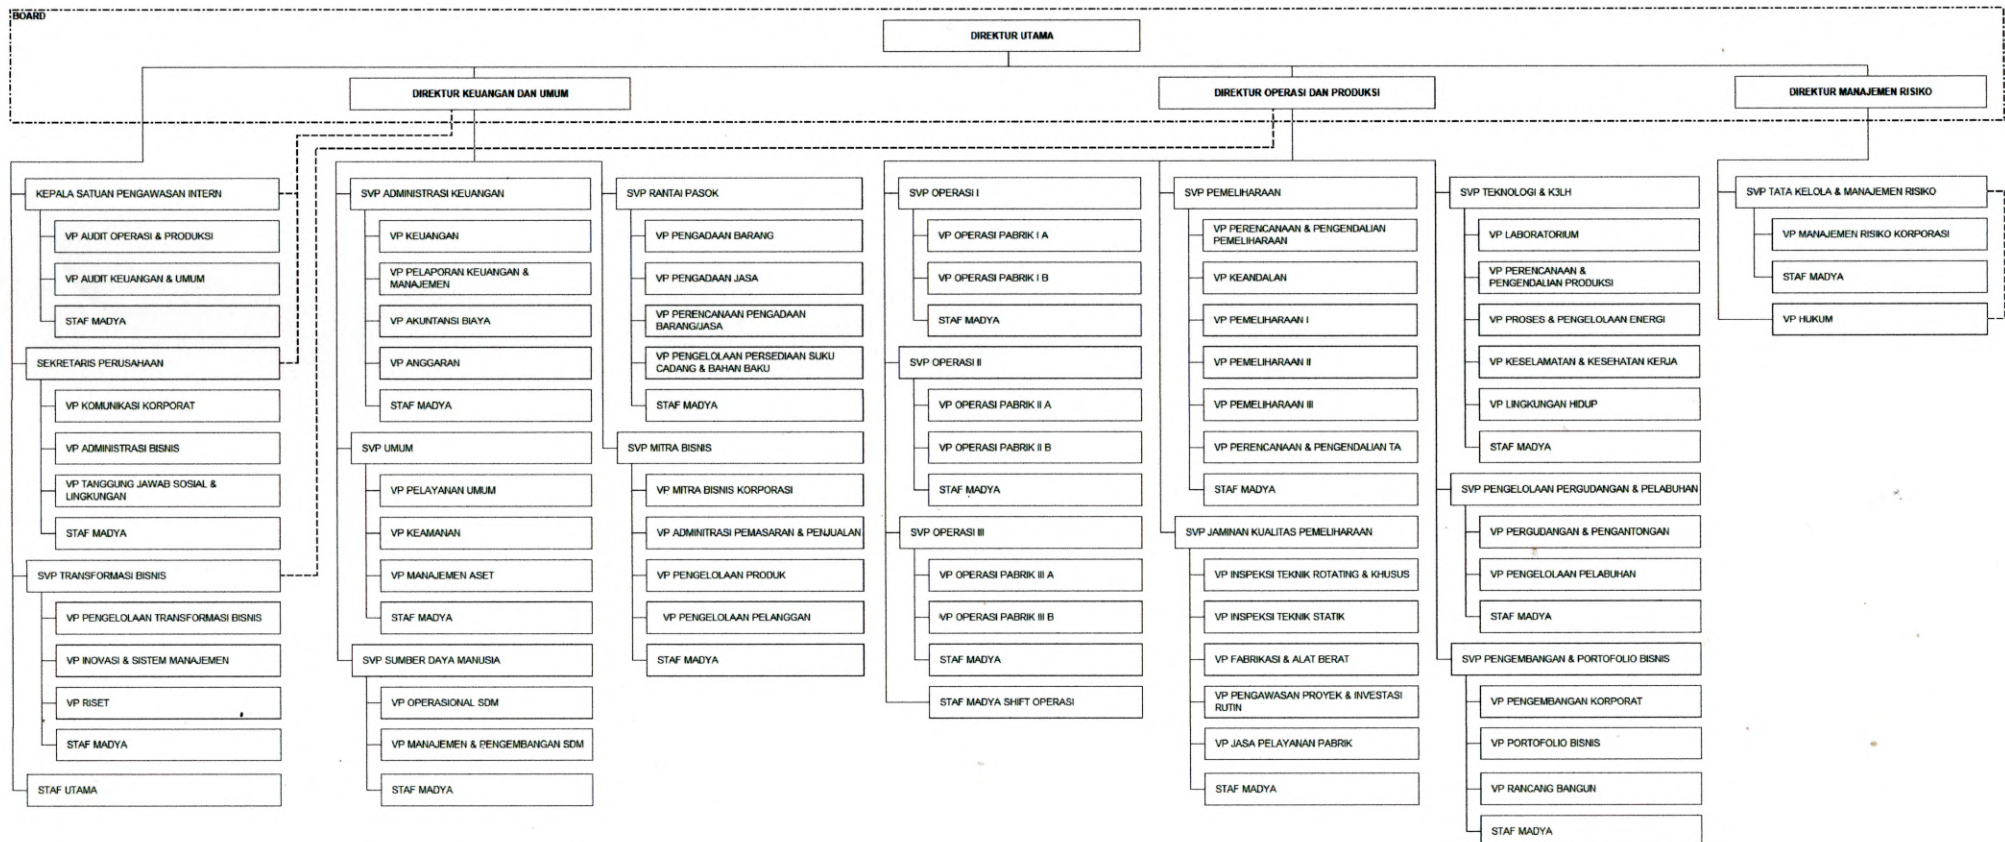 BOARD
DIREKTUR UTAMA
DIREKTUR KEUANGAN DAN UMUM
DIREKTUR OPERASI DAN PRODUKSI
DIREKTUR MANAJEMEN RISIKO
KEPALA SATUAN PENGAWASAN INTERN
VP AUDIT OPERASI & PRODUKSI
VP AUDIT KEUANGAN & UMUM
STAF MADYA
SEKRETARIS PERUSAHAAN
VP KOMUNIKASI KORPORAT
VP ADMINISTRASI BISNIS
VP TANGGUNG JAWAB SOSIAL &
LINGKUNGAN
STAF MADYA
SVP TRANSFORMASI BISNIS
VP PENGELOLAAN TRANSFORMASI BISNIS
VP INOVASI & SISTEM MANAJEMEN
VP RISET
STAF MADYA
STAF UTAMA
SVP ADMINISTRASI KEUANGAN
VP KEUANGAN
VP PELAPORAN KEUANGAN &
MANAJEMEN
VP AKUNTANSI BIAYA
VP ANGGARAN
STAF MADYA
SVP UMUM
VP PELAYANAN UMUM
VP KEAMANAN
VP MANAJEMEN ASET
STAF MADYA
SVP SUMBER DAYA MANUSIA
VP OPERASIONAL SDM
VP MANAJEMEN & PENGEMBANGAN SDM
STAF MADYA
SVP RANTAI PASOK
VP PENGADAAN BARANG
VP PENGADAAN JASA
VP PERENCANAAN PENGADAAN
BARANG/JASA
VP PENGELOLAAN PERSEDIAAN SUKU
CADANG & BAHAN BAKU
STAF MADYA
SVP MITRA BISNIS
VP MITRA BISNIS KORPORASI
VP ADMINITRASI PEMASARAN & PENJUALAN
VP PENGELOLAAN PRODUK
VP PENGELOLAAN PELANGGAN
STAF MADYA
SVP OPERASI I
VP OPERASI PABRIK I A
VP OPERASI PABRIK I B
STAF MADYA
SVP OPERASI II
VP OPERASI PABRIK II A
VP OPERASI PABRIK II B
STAF MADYA
SVP OPERASI III
VP OPERASI PABRIK III A
VP OPERASI PABRIK III B
STAF MADYA
STAF MADYA SHIFT OPERASI
SVP PEMELIHARAAN
VP PERENCANAAN & PENGENDALIAN
PEMELIHARAAN
VP KEANDALAN
VP PEMELIHARAAN I
VP PEMELIHARAAN II
VP PEMELIHARAAN III
VP PERENCANAAN & PENGENDALIAN TA
STAF MADYA
SVP JAMINAN KUALITAS PEMELIHARAAN
VP INSPEKSI TEKNIK ROTATING & KHUSUS
VP INSPEKSI TEKNIK STATIK
VP FABRIKASI & ALAT BERAT
VP PENGAWASAN PROYEK & INVESTASI
RUTIN
VP JASA PELAYANAN PABRIK
STAF MADYA
SVP TEKNOLOGI & K3LH
VP LABORATORIUM
VP PERENCANAAN &
PENGENDALIAN PRODUKSI
VP PROSES & PENGELOLAAN ENERGI
VP KESELAMATAN & KESEHATAN KERJA
VP LINGKUNGAN HIDUP
STAF MADYA
SVP PENGELOLAAN PERGUDANGAN & PELABUHAN
VP PERGUDANGAN & PENGANTONGAN
VP PENGELOLAAN PELABUHAN
STAF MADYA
SVP PENGEMBANGAN & PORTOFOLIO BISNIS
VP PENGEMBANGAN KORPORAT
VP PORTOFOLIO BISNIS
VP RANCANG BANGUN
STAF MADYA
SVP TATA KELOLA & MANAJEMEN RISIKO
VP MANAJEMEN RISIKO KORPORASI
STAF MADYA
VP HUKUM